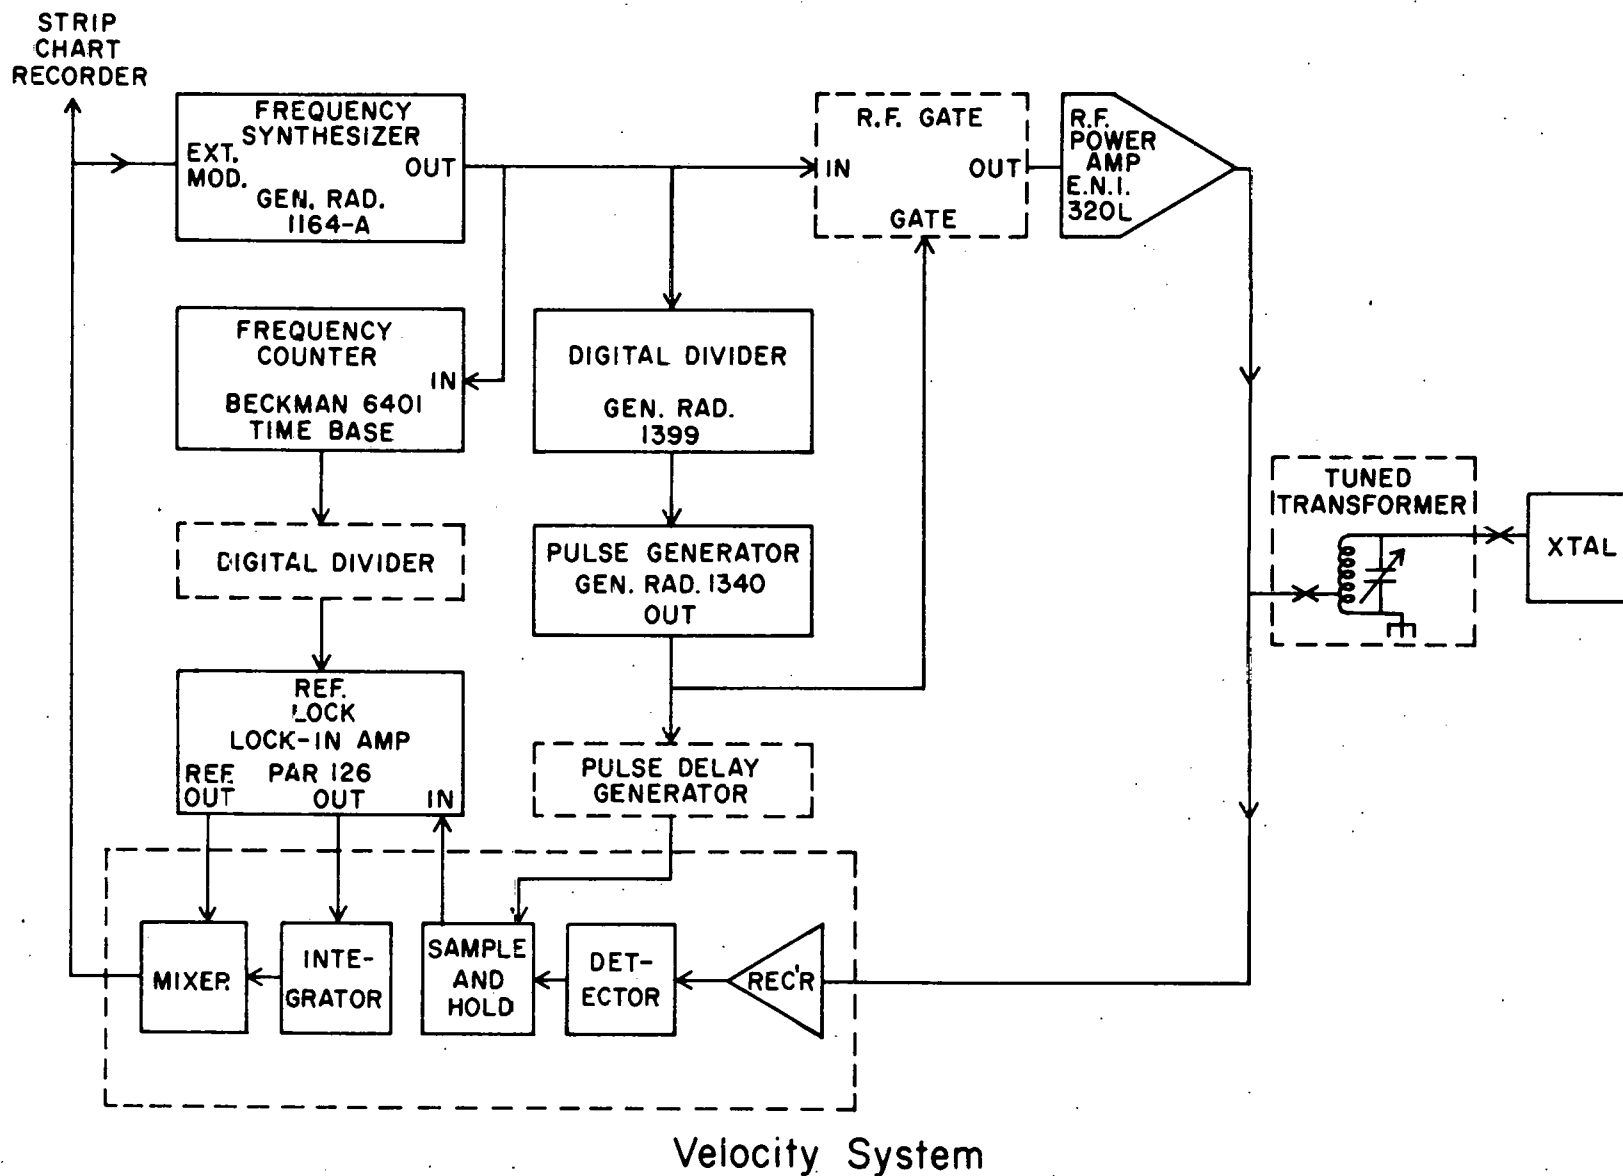 STRIP
CHART
RECORDER
FREQUENCY
SYNTHESIZER
EXT.
MOD.
OUT
GEN. RAD.
1164-A
R.F. GATE
IN
OUT
GATE
R.F.
POWER
AMP
E.N.I.
320L
FREQUENCY
COUNTER
IN
BECKMAN 6401
TIME BASE
DIGITAL DIVIDER
GEN. RAD.
1399
TUNED
TRANSFORMER
XTAL
DIGITAL DIVIDER
PULSE GENERATOR
GEN. RAD. 1340
OUT
REF.
LOCK
LOCK-IN AMP
REF. PAR 126
OUT OUT IN
PULSE DELAY
GENERATOR
MIXER
INTE-
GRATOR
SAMPLE
AND
HOLD
DET-
ECTOR
REC'R
Velocity System